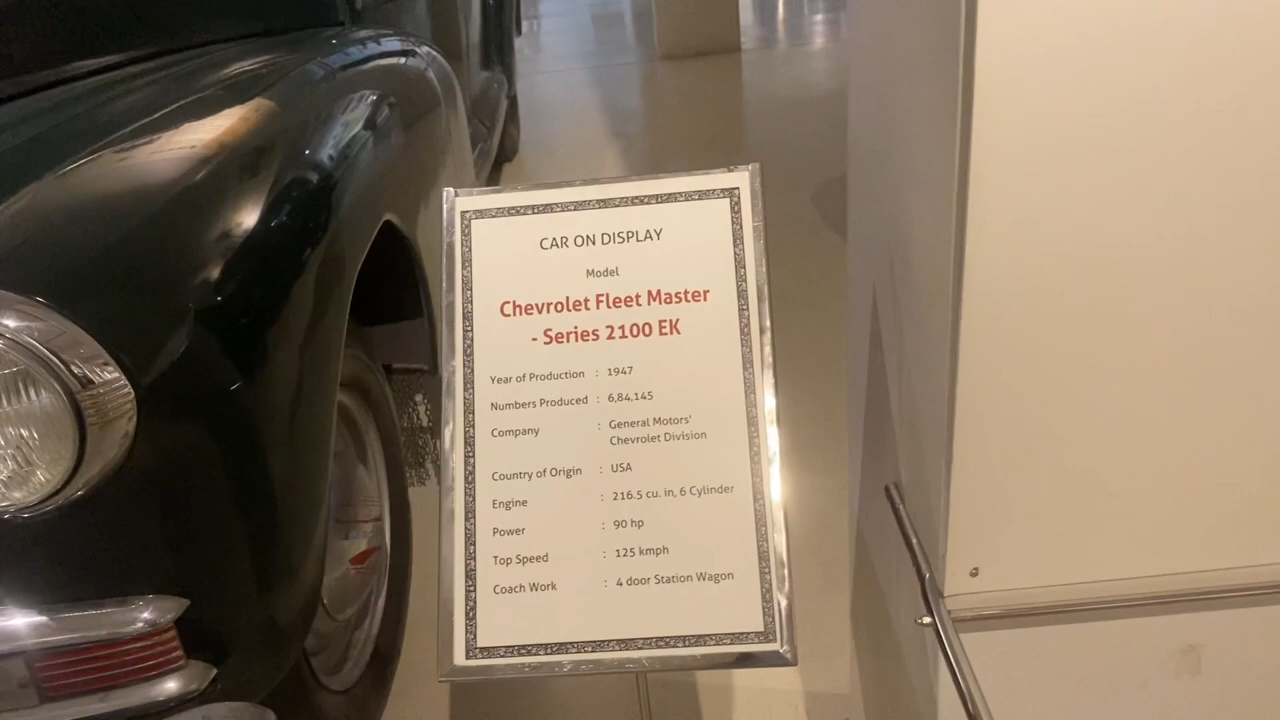 CAR ON DISPLAY
Model
Chevrolet Fleet Master
- Series 2100 EK
Year of Production : 1947
Numbers Produced : 6,84,145
Company : General Motors'
Chevrolet Division
Country of Origin : USA
Engine : 216.5 cu. in, 6 Cylinder
Power : 90 hp
Top Speed : 125 kmph
Coach Work : 4 door Station Wagon